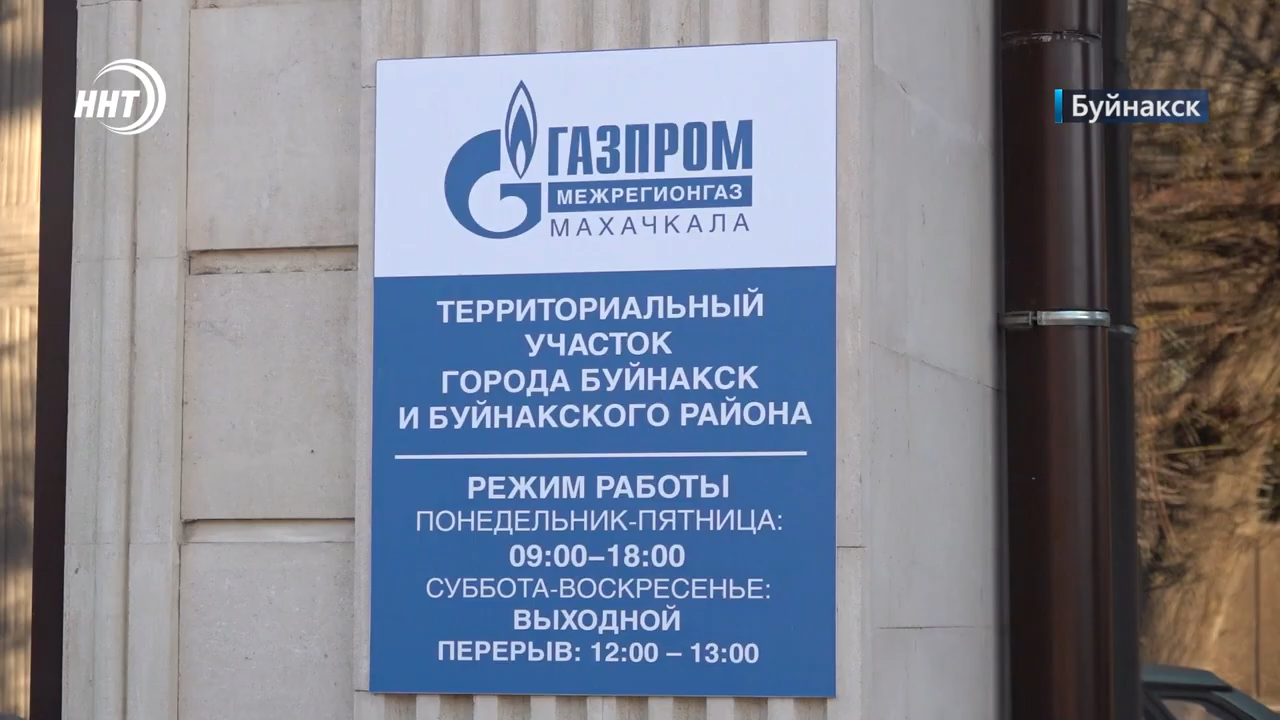 ННТ
Буйнакск
ГАЗПРОМ
МЕЖРЕГИОНГАЗ
МАХАЧКАЛА
ТЕРРИТОРИАЛЬНЫЙ
УЧАСТОК
ГОРОДА БУЙНАКСК
И БУЙНАКСКОГО РАЙОНА
РЕЖИМ РАБОТЫ
ПОНЕДЕЛЬНИК-ПЯТНИЦА:
09:00–18:00
СУББОТА-ВОСКРЕСЕНЬЕ:
ВЫХОДНОЙ
ПЕРЕРЫВ: 12:00 – 13:00